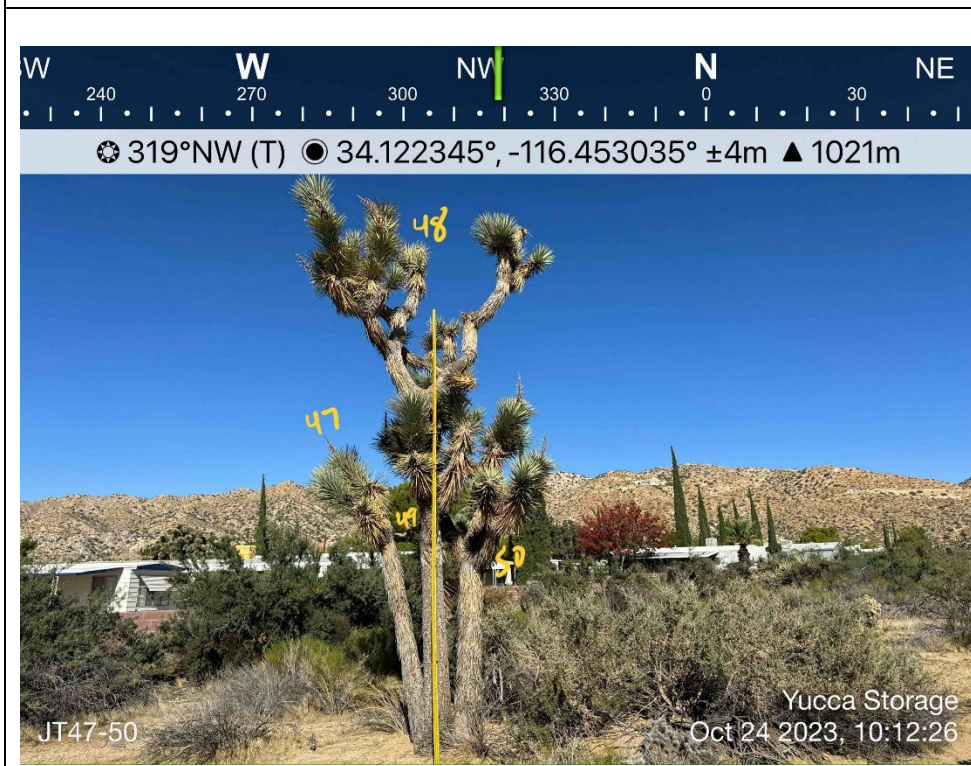 SW W NW N NE
240 270 300 330 0 30
319°NW (T) 34.122345°, -116.453035° ±4m ▲ 1021m
48
47
49
50
Yucca Storage
JT47-50 Oct 24 2023, 10:12:26